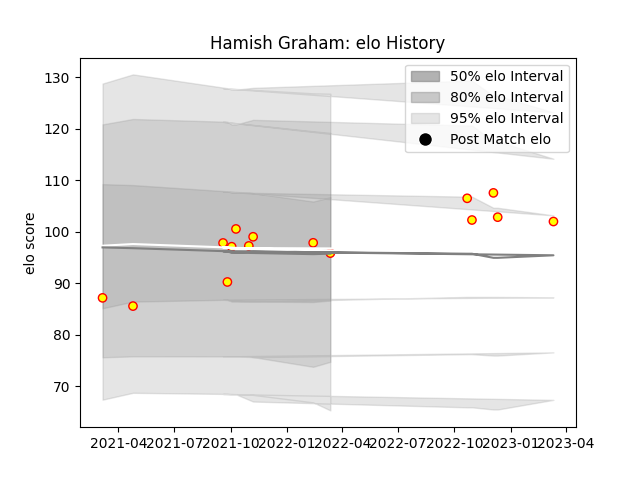 Hamish Graham: elo History
50% elo Interval
80% elo Interval
95% elo Interval
Post Match elo
elo score
130
120
110
100
90
80
70
2021-04 2021-07 2021-10 2022-01 2022-04 2022-07 2022-10 2023-01 2023-04